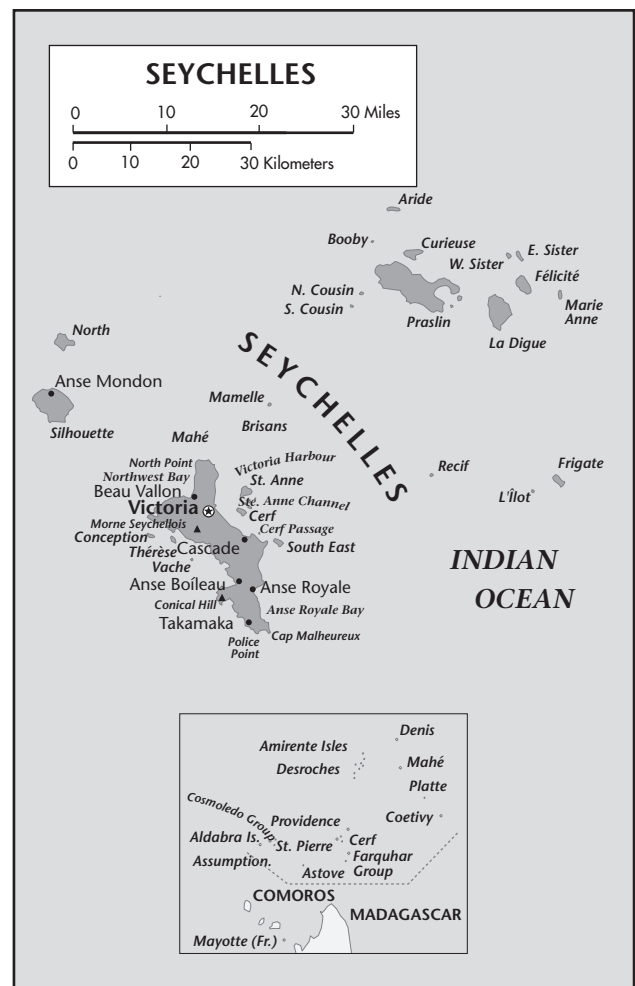 SEYCHELLES
0 10 20 30 Miles
0 10 20 30 Kilometers
Aride
Booby
Curieuse
W. Sister
E. Sister
Félicité
N. Cousin
S. Cousin
Praslin
Marie
Anne
La Digue
North
Anse Mondon
Silhouette
SEYCHELLES
Mamelle
Brisans
Mahé
North Point
Northwest Bay
Victoria Harbour
St. Anne
Recif
Frigate
L'Îlot
Beau Vallon
Ste. Anne Channel
Victoria
Cerf
Morne Seychellois
Cerf Passage
Conception
Thérèse
Cascade
South East
Vache
INDIAN
OCEAN
Anse Boîleau
Anse Royale
Conical Hill
Anse Royale Bay
Takamaka
Police
Point
Cap Malheureux
Denis
Amirente Isles
Desroches
Mahé
Platte
Cosmoledo Group
Providence
Coetivy
Aldabra Is.
St. Pierre
Cerf
Assumption
Farquhar
Group
Astove
COMOROS
MADAGASCAR
Mayotte (Fr.)